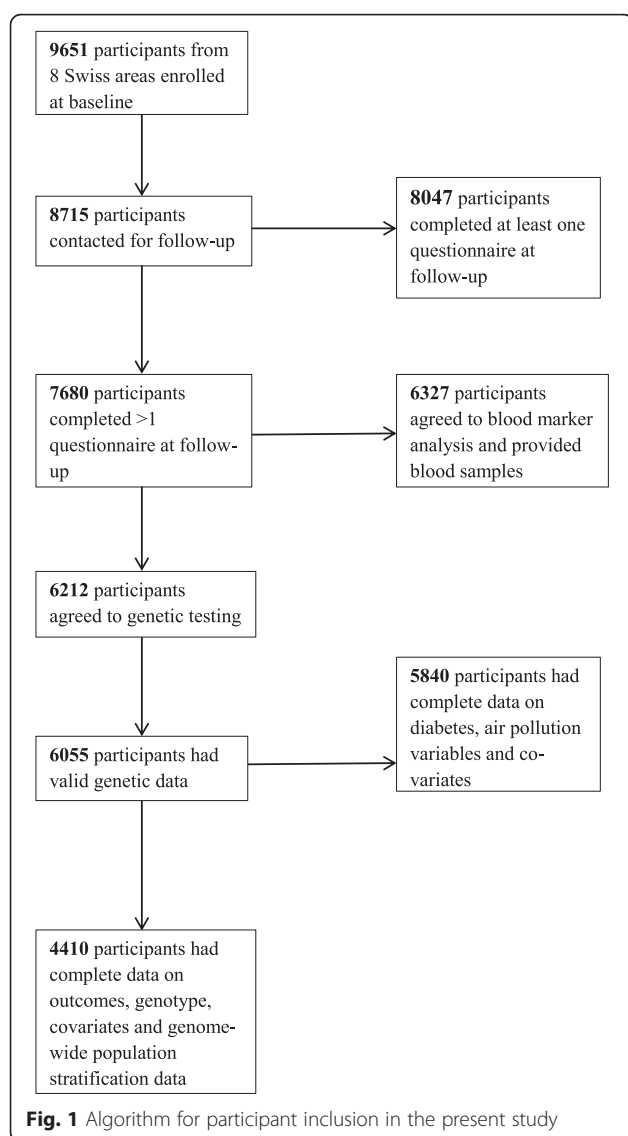 9651 participants from
8 Swiss areas enrolled
at baseline
8715 participants
contacted for follow-up
8047 participants
completed at least one
questionnaire at
follow-up
7680 participants
completed >1
questionnaire at follow-
up
6327 participants
agreed to blood marker
analysis and provided
blood samples
6212 participants
agreed to genetic testing
6055 participants had
valid genetic data
5840 participants had
complete data on
diabetes, air pollution
variables and co-
variates
4410 participants had
complete data on
outcomes, genotype,
covariates and genome-
wide population
stratification data
Fig. 1 Algorithm for participant inclusion in the present study